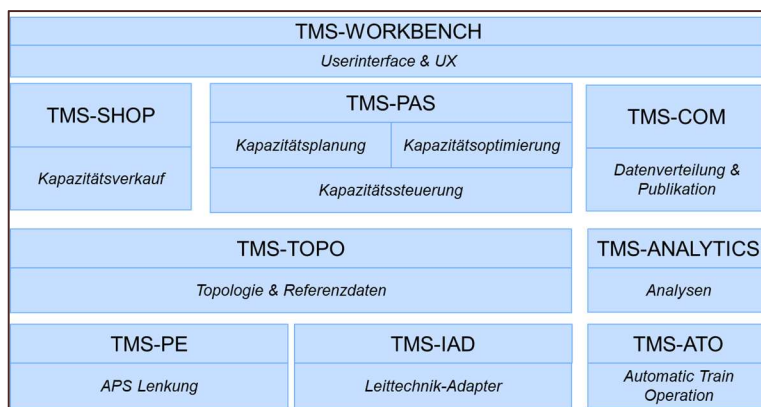 TMS-WORKBENCH
Userinterface & UX
TMS-SHOP
Kapazitätsverkauf
TMS-PAS
Kapazitätsplanung
Kapazitätsoptimierung
Kapazitätssteuerung
TMS-COM
Datenverteilung &
Publikation
TMS-TOPO
Topologie & Referenzdaten
TMS-ANALYTICS
Analysen
TMS-PE
APS Lenkung
TMS-IAD
Leittechnik-Adapter
TMS-ATO
Automatic Train
Operation